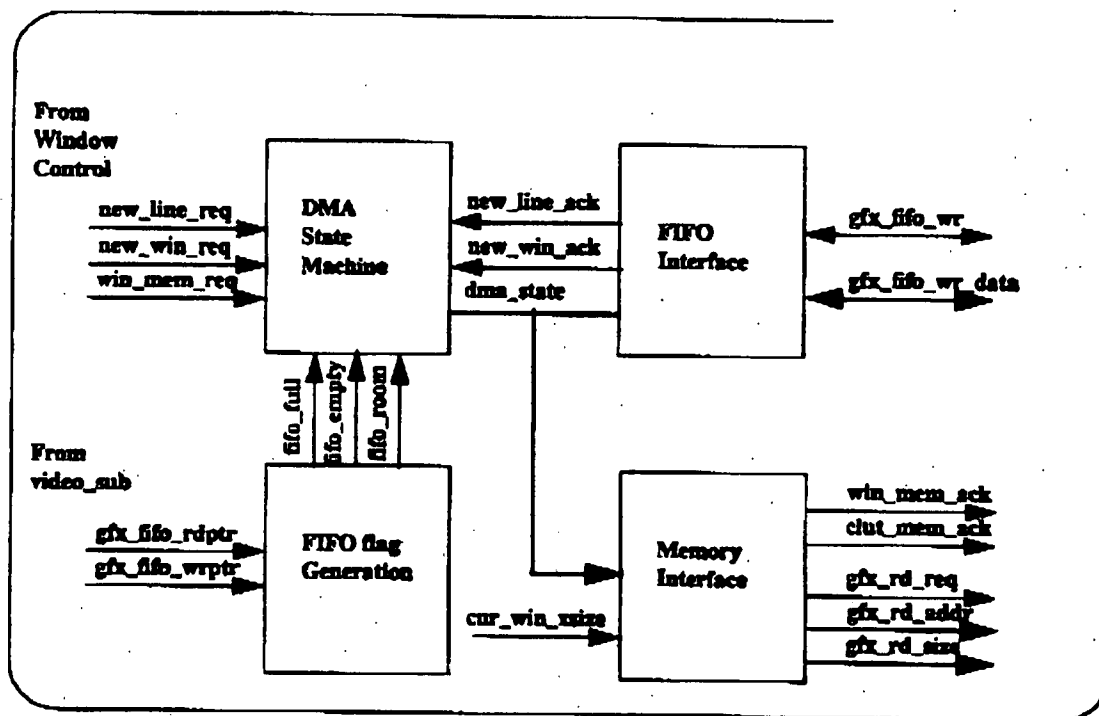 From
Window
Control
new_line_req
new_win_req
win_mem_req
DMA
State
Machine
new_line_ack
new_win_ack
dma_state
FIFO
Interface
gfx_fifo_wr
gfx_fifo_wr_data
fifo_full
fifo_empty
fifo_room
From
video_sub
gfx_fifo_rdptr
gfx_fifo_wrptr
FIFO flag
Generation
cur_win_xsize
Memory
Interface
win_mem_ack
clut_mem_ack
gfx_rd_req
gfx_rd_addr
gfx_rd_size